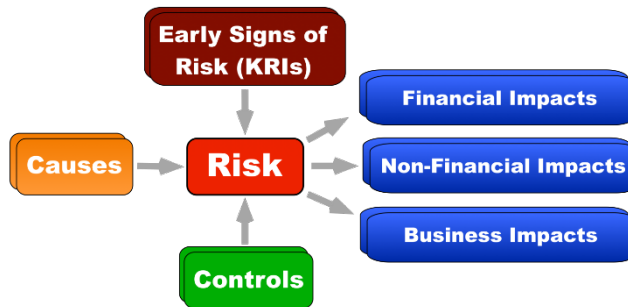 Early Signs of
Risk (KRIs)
Financial Impacts
Causes
Risk
Non-Financial Impacts
Business Impacts
Controls